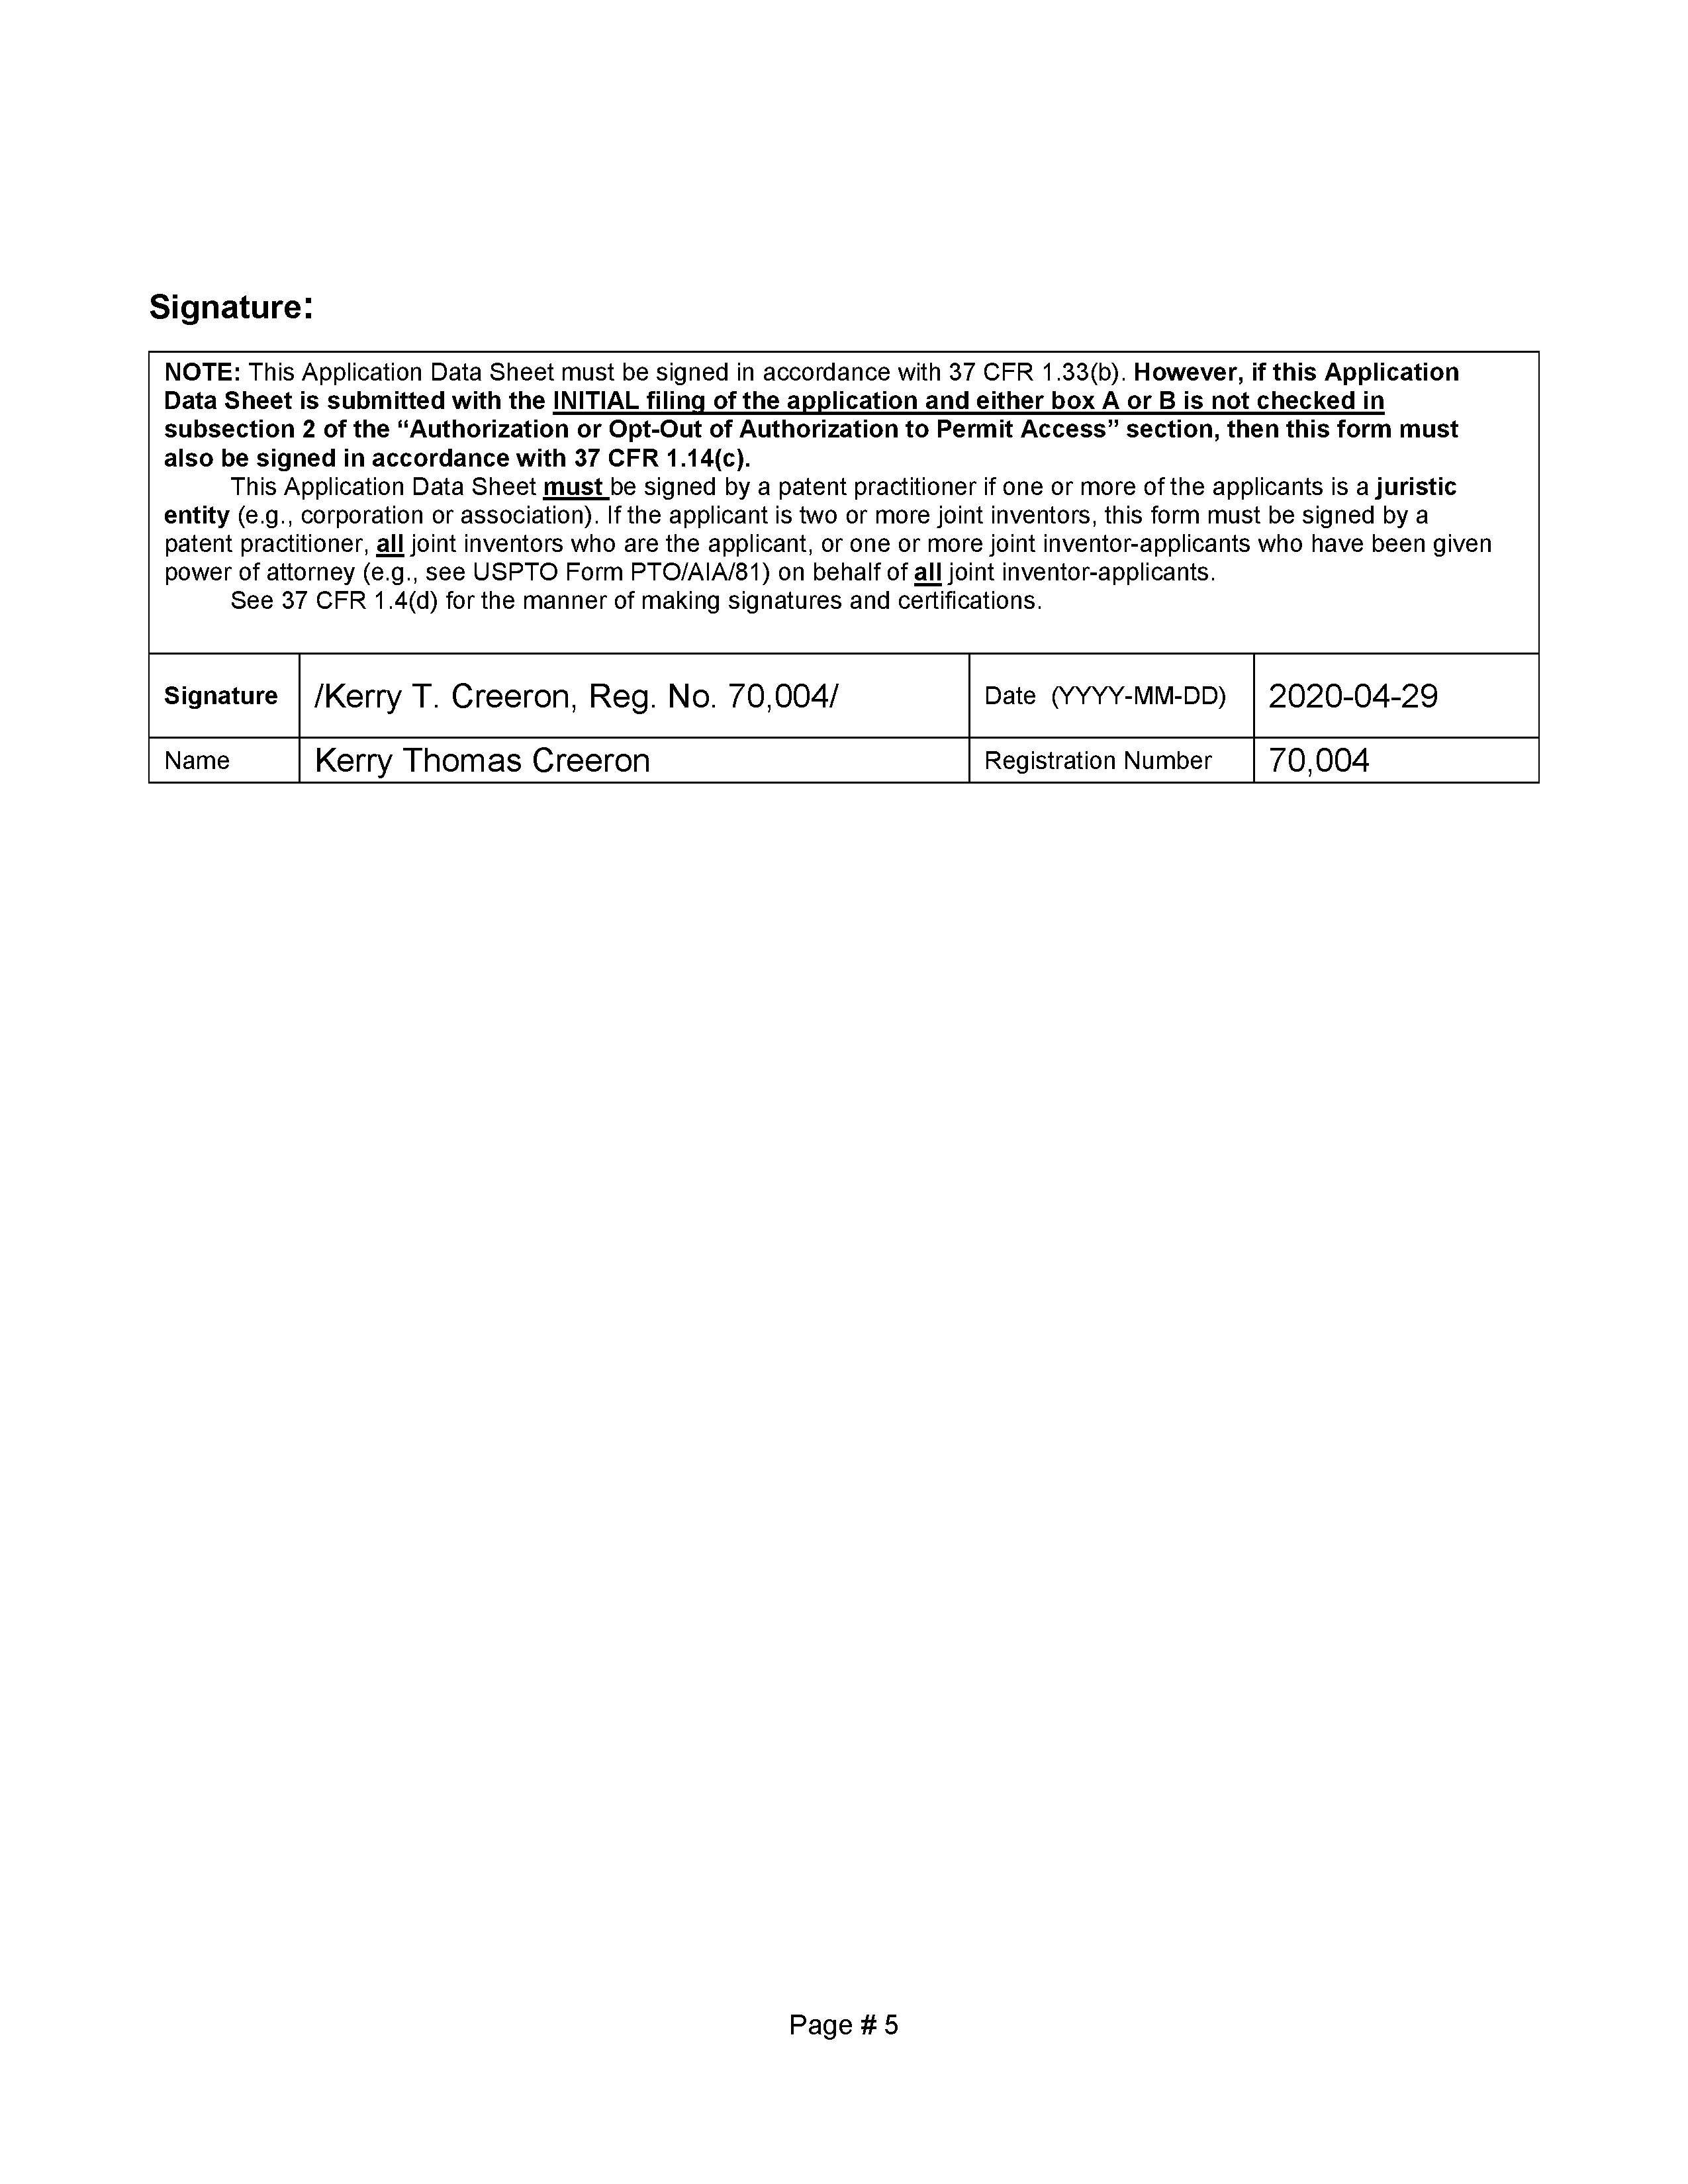 Signature:
NOTE: This Application Data Sheet must be signed in accordance with 37 CFR 1.33(b). However, if this Application
Data Sheet is submitted with the INITIAL filing of the application and either box A or B is not checked in
subsection 2 of the “Authorization or Opt-Out of Authorization to Permit Access” section, then this form must
also be signed in accordance with 37 CFR 1.14(c).
This Application Data Sheet must be signed by a patent practitioner if one or more of the applicants is a juristic
entity (e.g., corporation or association). If the applicant is two or more joint inventors, this form must be signed by a
patent practitioner, all joint inventors who are the applicant, or one or more joint inventor-applicants who have been given
power of attorney (e.g., see USPTO Form PTO/AIA/81) on behalf of all joint inventor-applicants.
See 37 CFR 1.4(d) for the manner of making signatures and certifications.
Signature /Kerry T. Creeron, Reg. No. 70,004/ Date (YYYY-MM-DD) 2020-04-29
Name Kerry Thomas Creeron Registration Number 70,004
Page # 5